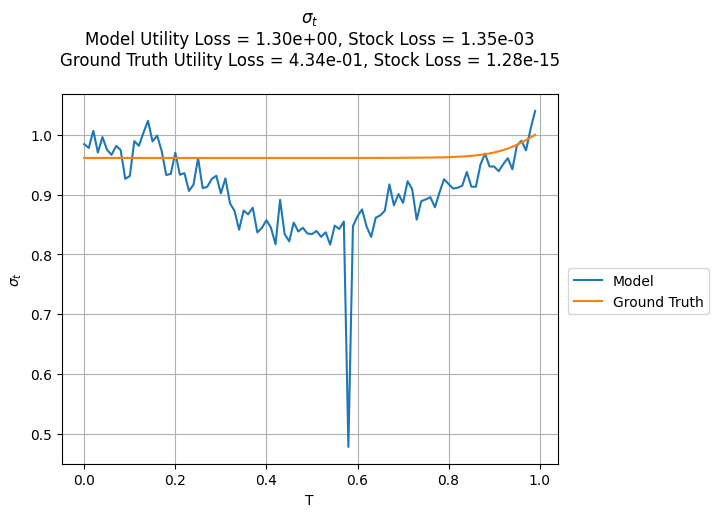 σₜ
Model Utility Loss = 1.30e+00, Stock Loss = 1.35e-03
Ground Truth Utility Loss = 4.34e-01, Stock Loss = 1.28e-15
σₜ
1.0
0.9
0.8
0.7
0.6
0.5
0.0 0.2 0.4 0.6 0.8 1.0
T
Model
Ground Truth